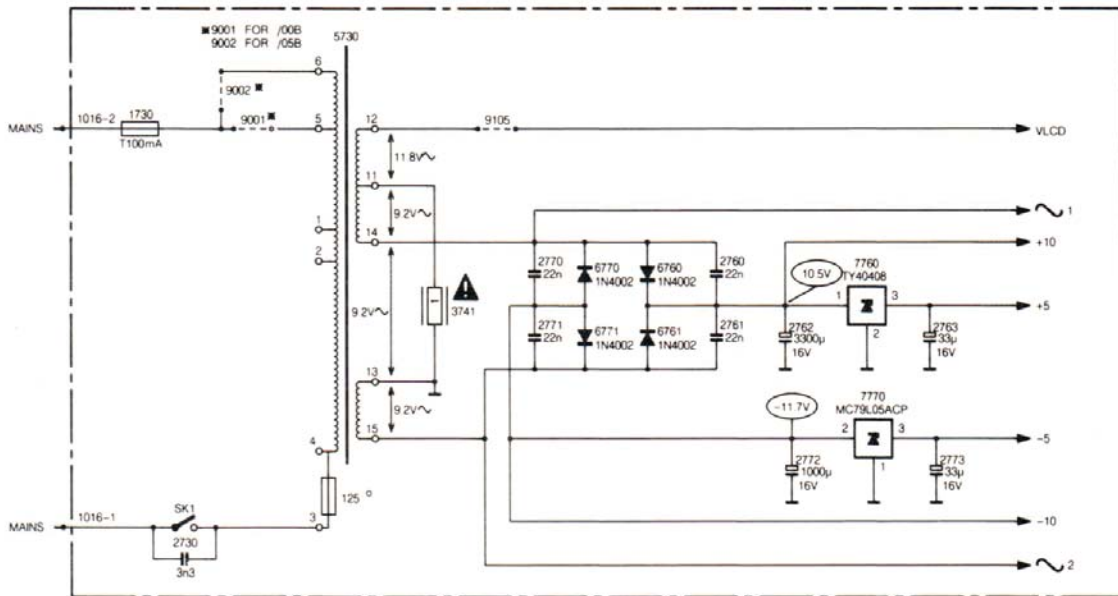 ※9001 FOR /00B
9002 FOR /05B
5730
6
9002※
MAINS
1016-2
1730
T100mA
9001※
5
12
9105
VLCD
11.8V~
11
9.2V~
1
14
1
2
+10
2770
22n
6770
1N4002
6760
1N4002
2760
22n
10.5V
7760
TY40408
1
3741
9.2V~
1
3
+5
2
2771
22n
6771
1N4002
6761
1N4002
2761
22n
2762
3300µ
16V
2763
33µ
16V
13
9.2V~
15
-11.7V
7770
MC79L05ACP
2
3
-5
1
4
2772
1000µ
16V
2773
33µ
16V
125°
MAINS
1016-1
SK1
3
2730
3n3
-10
2